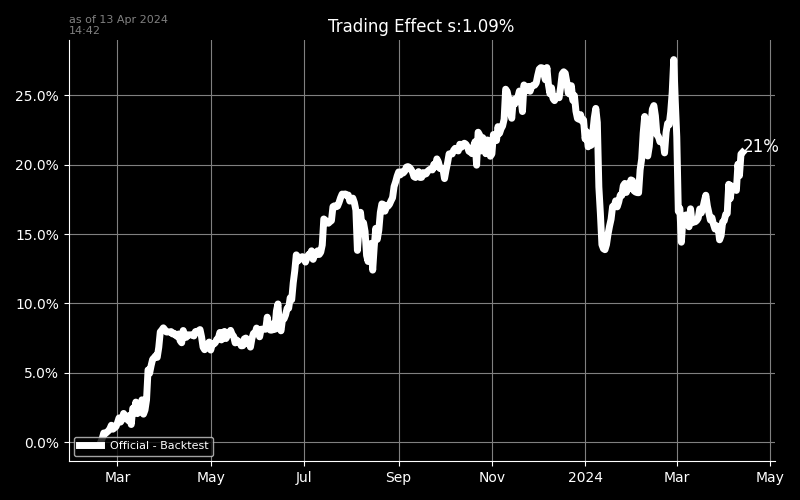 as of 13 Apr 2024
14:42
Trading Effect s:1.09%
25.0%
20.0%
15.0%
10.0%
5.0%
0.0%
21%
Official - Backtest
Mar May Jul Sep Nov 2024 Mar May